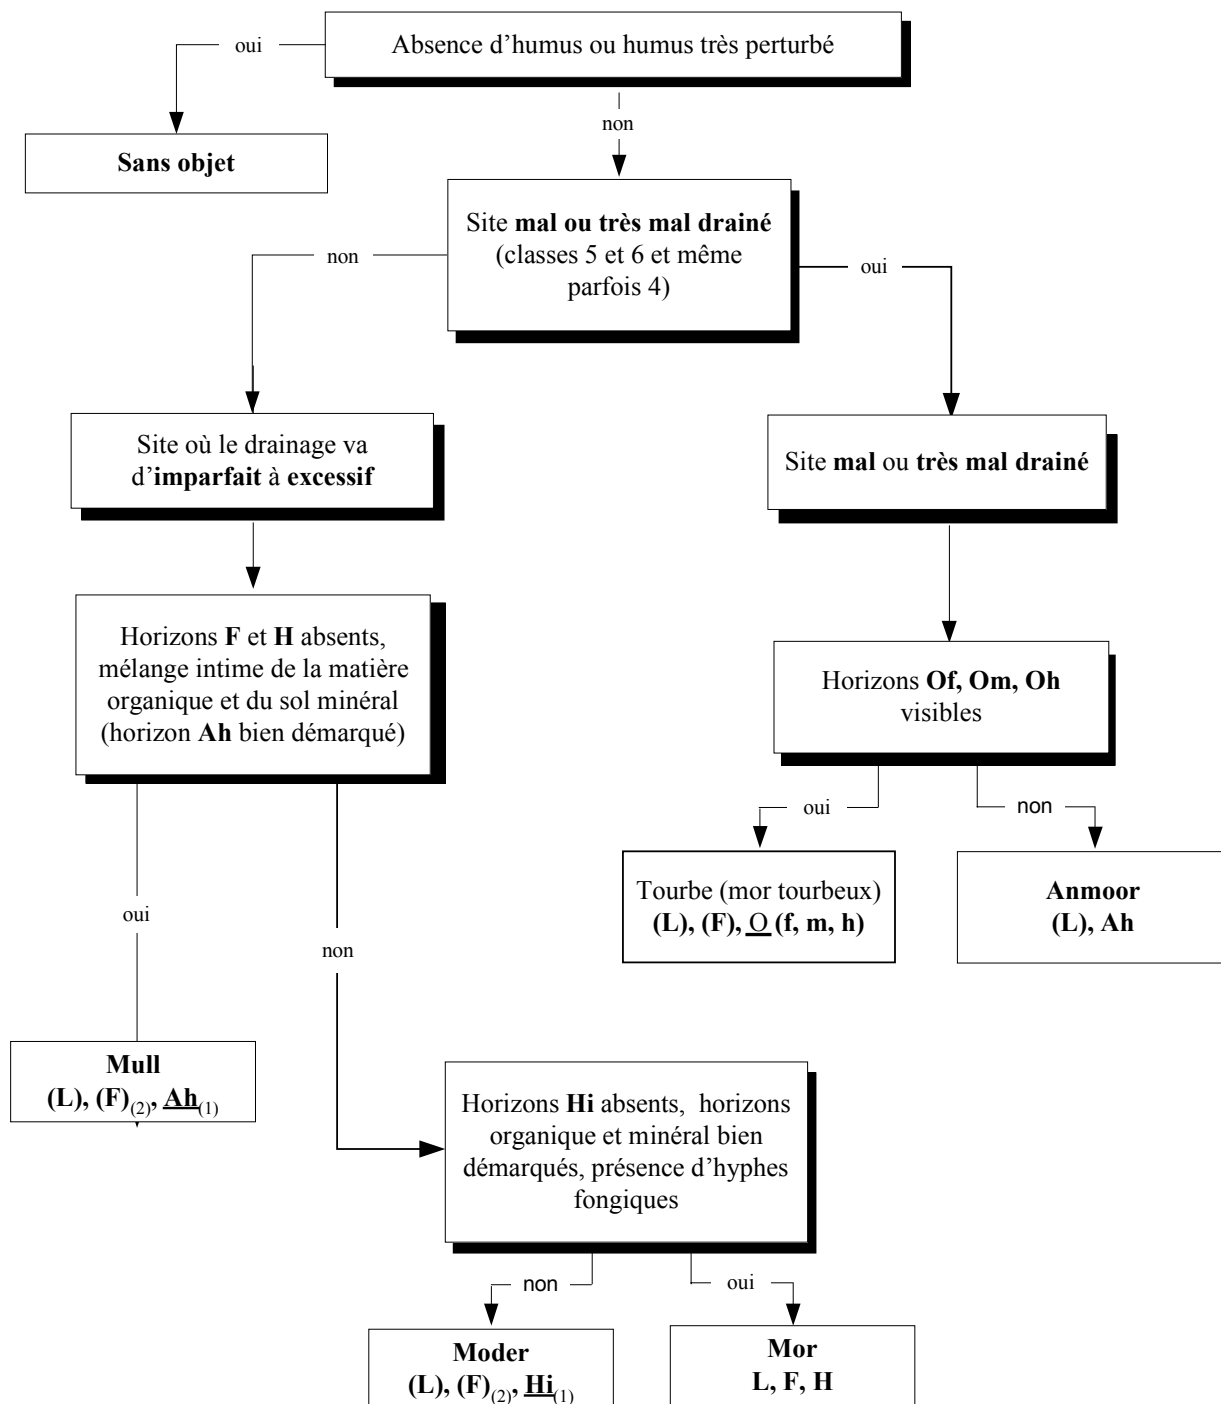 Absence d’humus ou humus très perturbé
oui
non
Sans objet
Site mal ou très mal drainé
(classes 5 et 6 et même
parfois 4)
non
oui
Site où le drainage va
d’imparfait à excessif
Site mal ou très mal drainé
Horizons F et H absents,
mélange intime de la matière
organique et du sol minéral
(horizon Ah bien démarqué)
Horizons Of, Om, Oh
visibles
oui
non
Tourbe (mor tourbeux)
(L), (F), O (f, m, h)
Anmoor
(L), Ah
oui
non
Mull
(L), (F)(2), Ah(1)
Horizons Hi absents, horizons
organique et minéral bien
démarqués, présence d’hyphes
fongiques
non
oui
Moder
(L), (F)(2), Hi(1)
Mor
L, F, H